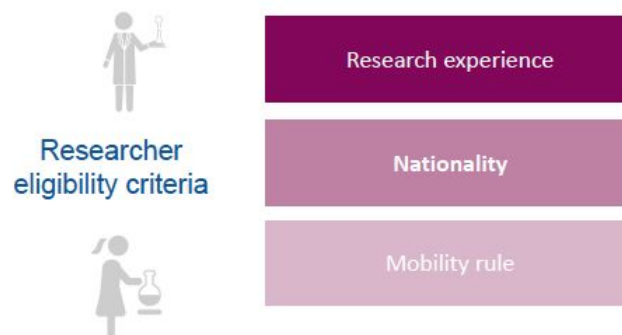 Researcher
eligibility criteria
Research experience
Nationality
Mobility rule